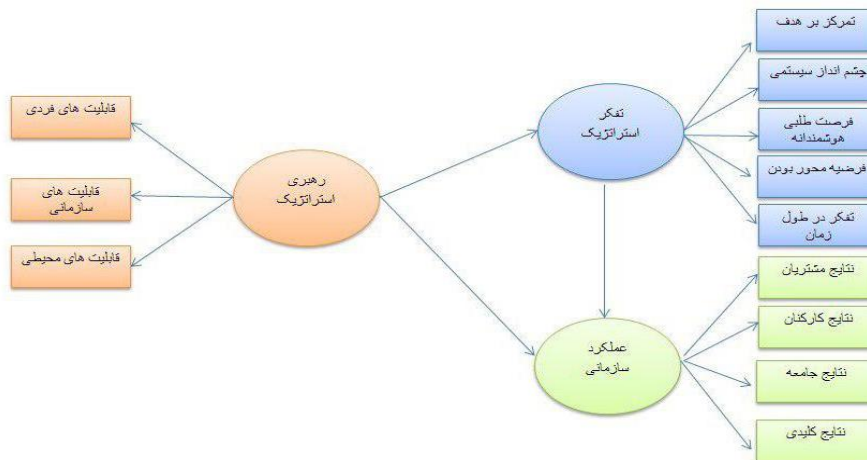 تمرکز بر هدف
چشم انداز سیستمی
فرصت طلبی
هوشمندانه
فرضیه محور بودن
تفکر در طول
زمان
تفکر
استراتژیک
رهبری
استراتژیک
قابلیت های فردی
قابلیت های
سازمانی
قابلیت های محیطی
عملکرد
سازمانی
نتایج مشتریان
نتایج کارکنان
نتایج جامعه
نتایج کلیدی